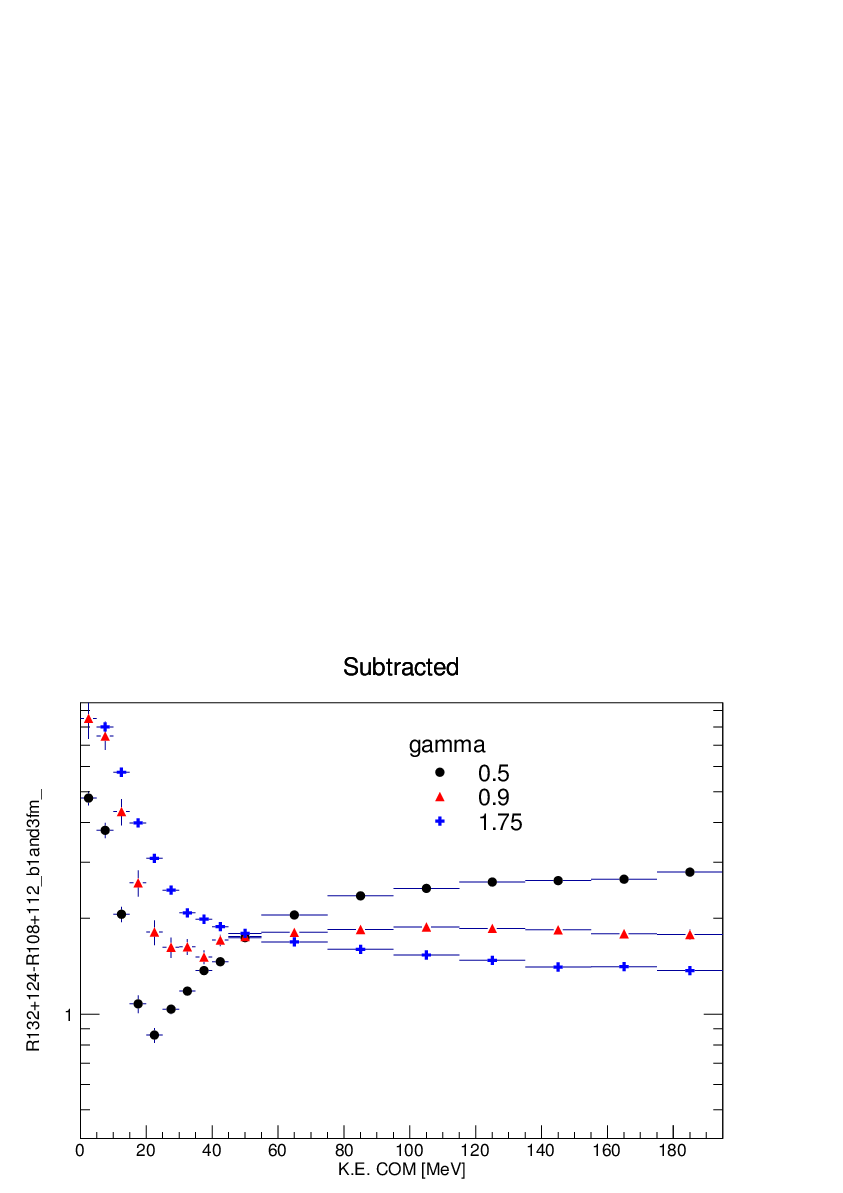 Subtracted
gamma
0.5
0.9
1.75
R132+124-R108+112_b1and3fm_
1
0 20 40 60 80 100 120 140 160 180
K.E. COM [MeV]